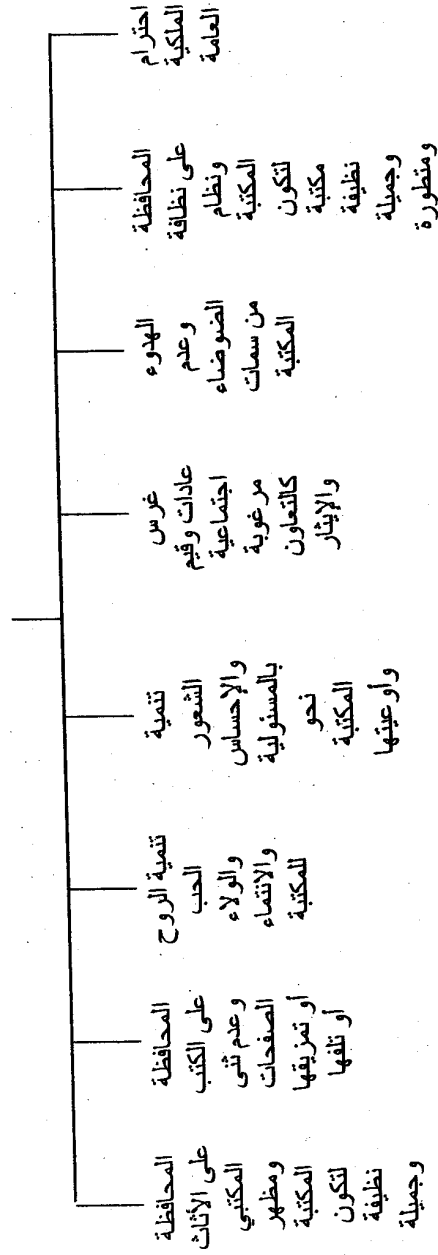 احترام
الملكية
العامة
المحافظة
على نظافة
ونظام
المكتبة
لتكون
مكتبة
نظيفة
وجميلة
ومتطورة
الهدوء
وعدم
الضوضاء
من سمات
المكتبة
غرس
عادات وقيم
اجتماعية
مرغوبة
كالتعاون
والإيثار
تنمية
الشعور
والإحساس
بالمسئولية
نحو
المكتبة
وأوعيتها
تنمية الروح
الحب
والولاء
والانتماء
للمكتبة
المحافظة
على الكتب
وعدم ثنى
الصفحات
أو تمزيقها
أو تلفها
المحافظة
على الأثاث
المكتبي
ومظهر
المكتبة
لتكون
نظيفة
وجميلة